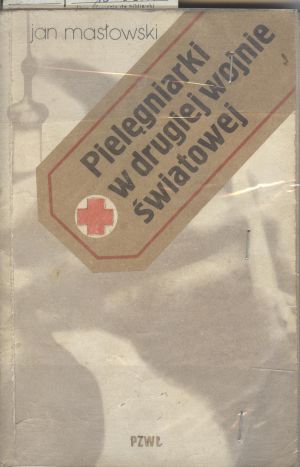 jan masłowski
Pielęgniarki
w drugiej wojnie
światowej
PZWL